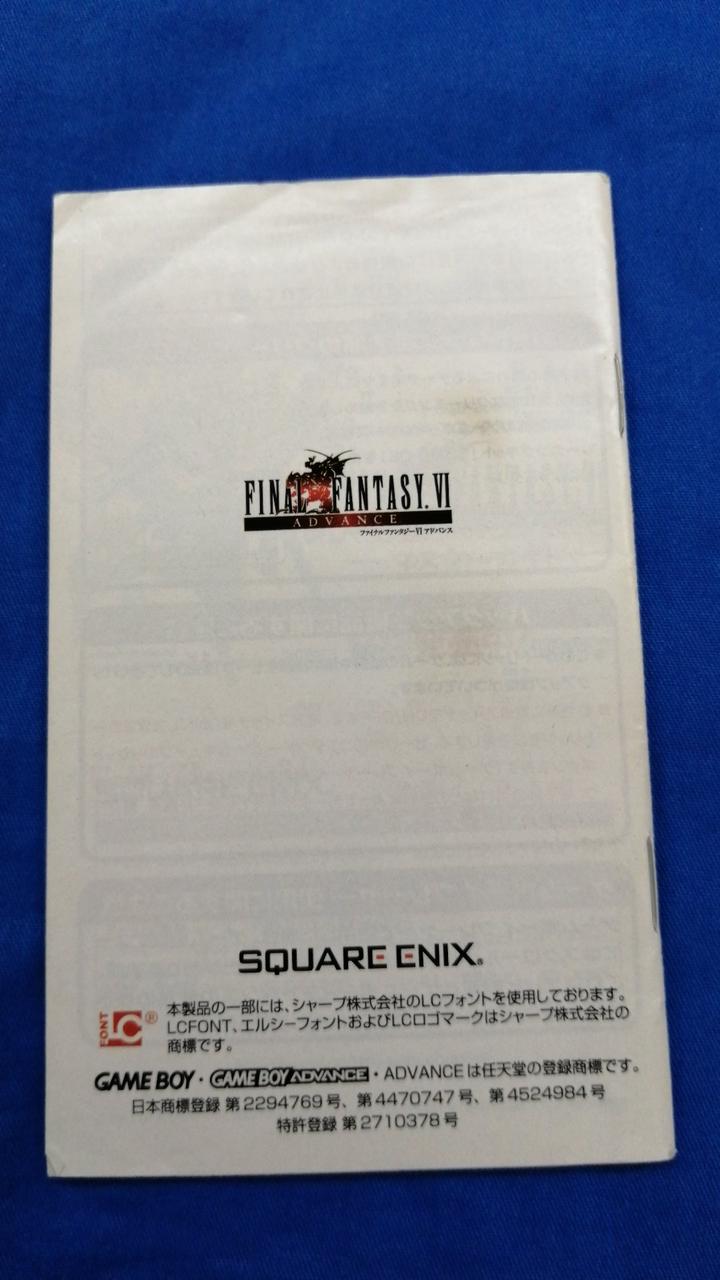 FINAL FANTASY. VI
ADVANCE
ファイナルファンタジーVI アドバンス
SQUARE ENIX®
FONT LC®
本製品の一部には、シャープ株式会社のLCフォントを使用しております。
LCFONT、エルシーフォントおよびLCロゴマークはシャープ株式会社の
商標です。
GAME BOY・GAME BOY ADVANCE・ADVANCEは任天堂の登録商標です。
日本商標登録 第2294769号、第4470747号、第4524984号
特許登録 第2710378号